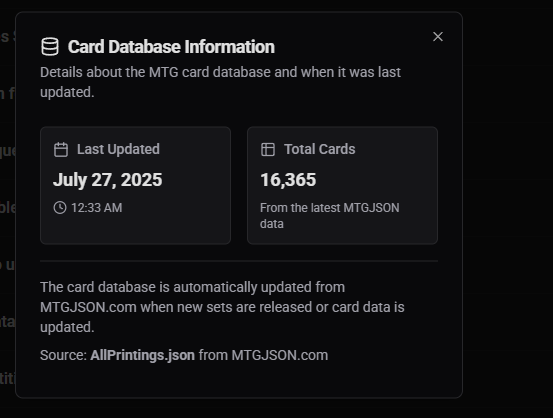 Card Database Information
Details about the MTG card database and when it was last
updated.
Last Updated
July 27, 2025
12:33 AM
Total Cards
16,365
From the latest MTGJSON
data
The card database is automatically updated from
MTGJSON.com when new sets are released or card data is
updated.
Source: AllPrintings.json from MTGJSON.com